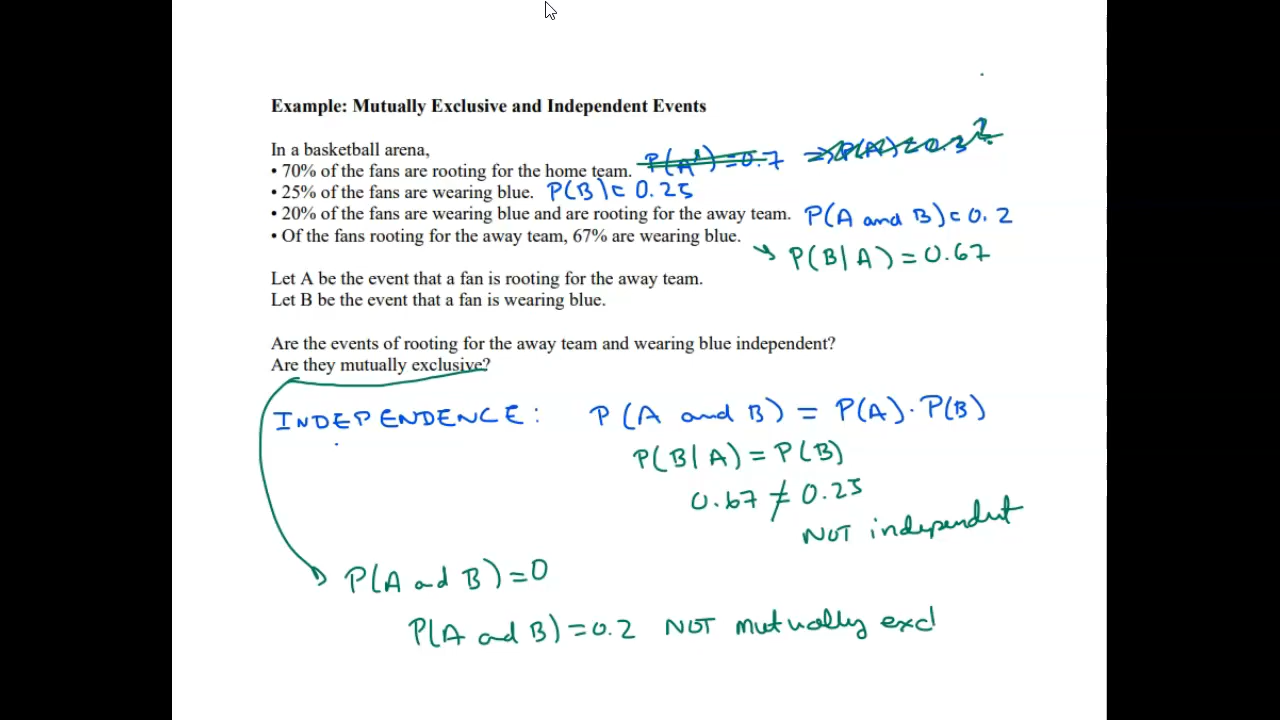 Example: Mutually Exclusive and Independent Events
In a basketball arena,
• 70% of the fans are rooting for the home team. P(A') = 0.7 ⇒ P(A) = 0.3 ?
• 25% of the fans are wearing blue. P(B) = 0.25
• 20% of the fans are wearing blue and are rooting for the away team. P(A and B) = 0.2
• Of the fans rooting for the away team, 67% are wearing blue.
→ P(B|A) = 0.67
Let A be the event that a fan is rooting for the away team.
Let B be the event that a fan is wearing blue.
Are the events of rooting for the away team and wearing blue independent?
Are they mutually exclusive?
INDEPENDENCE: P(A and B) = P(A) · P(B)
P(B|A) = P(B)
0.67 ≠ 0.25
NOT independent
→ P(A and B) = 0
P(A and B) = 0.2 NOT mutually excl